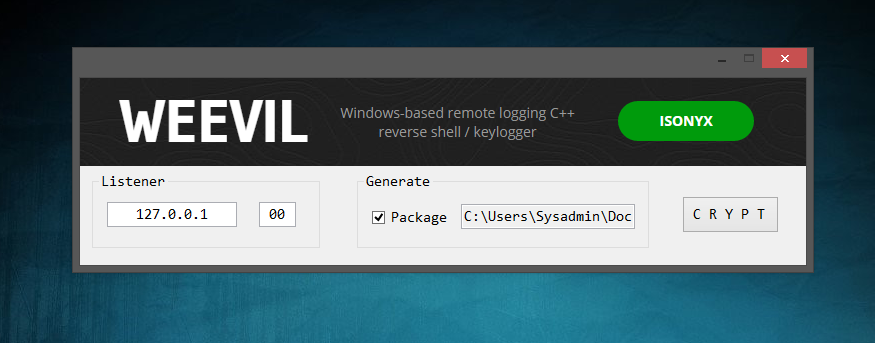 WEEVIL
Windows-based remote logging C++
reverse shell / keylogger
ISONYX
Listener
127.0.0.1
00
Generate
Package
C:\Users\Sysadmin\Doc
C R Y P T